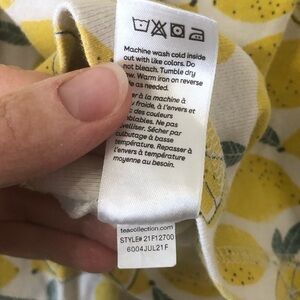 Machine wash cold inside
out with like colors. Do
not bleach. Tumble dry
low. Warm iron on reverse
as needed.
à la machine à
froide, à l'envers et
des couleurs
Ne pas
Sécher par
culbutage à basse
température. Repasser à
l'envers à température
moyenne au besoin.
teacollection.com
STYLE# 21F12700
6004JUL21F